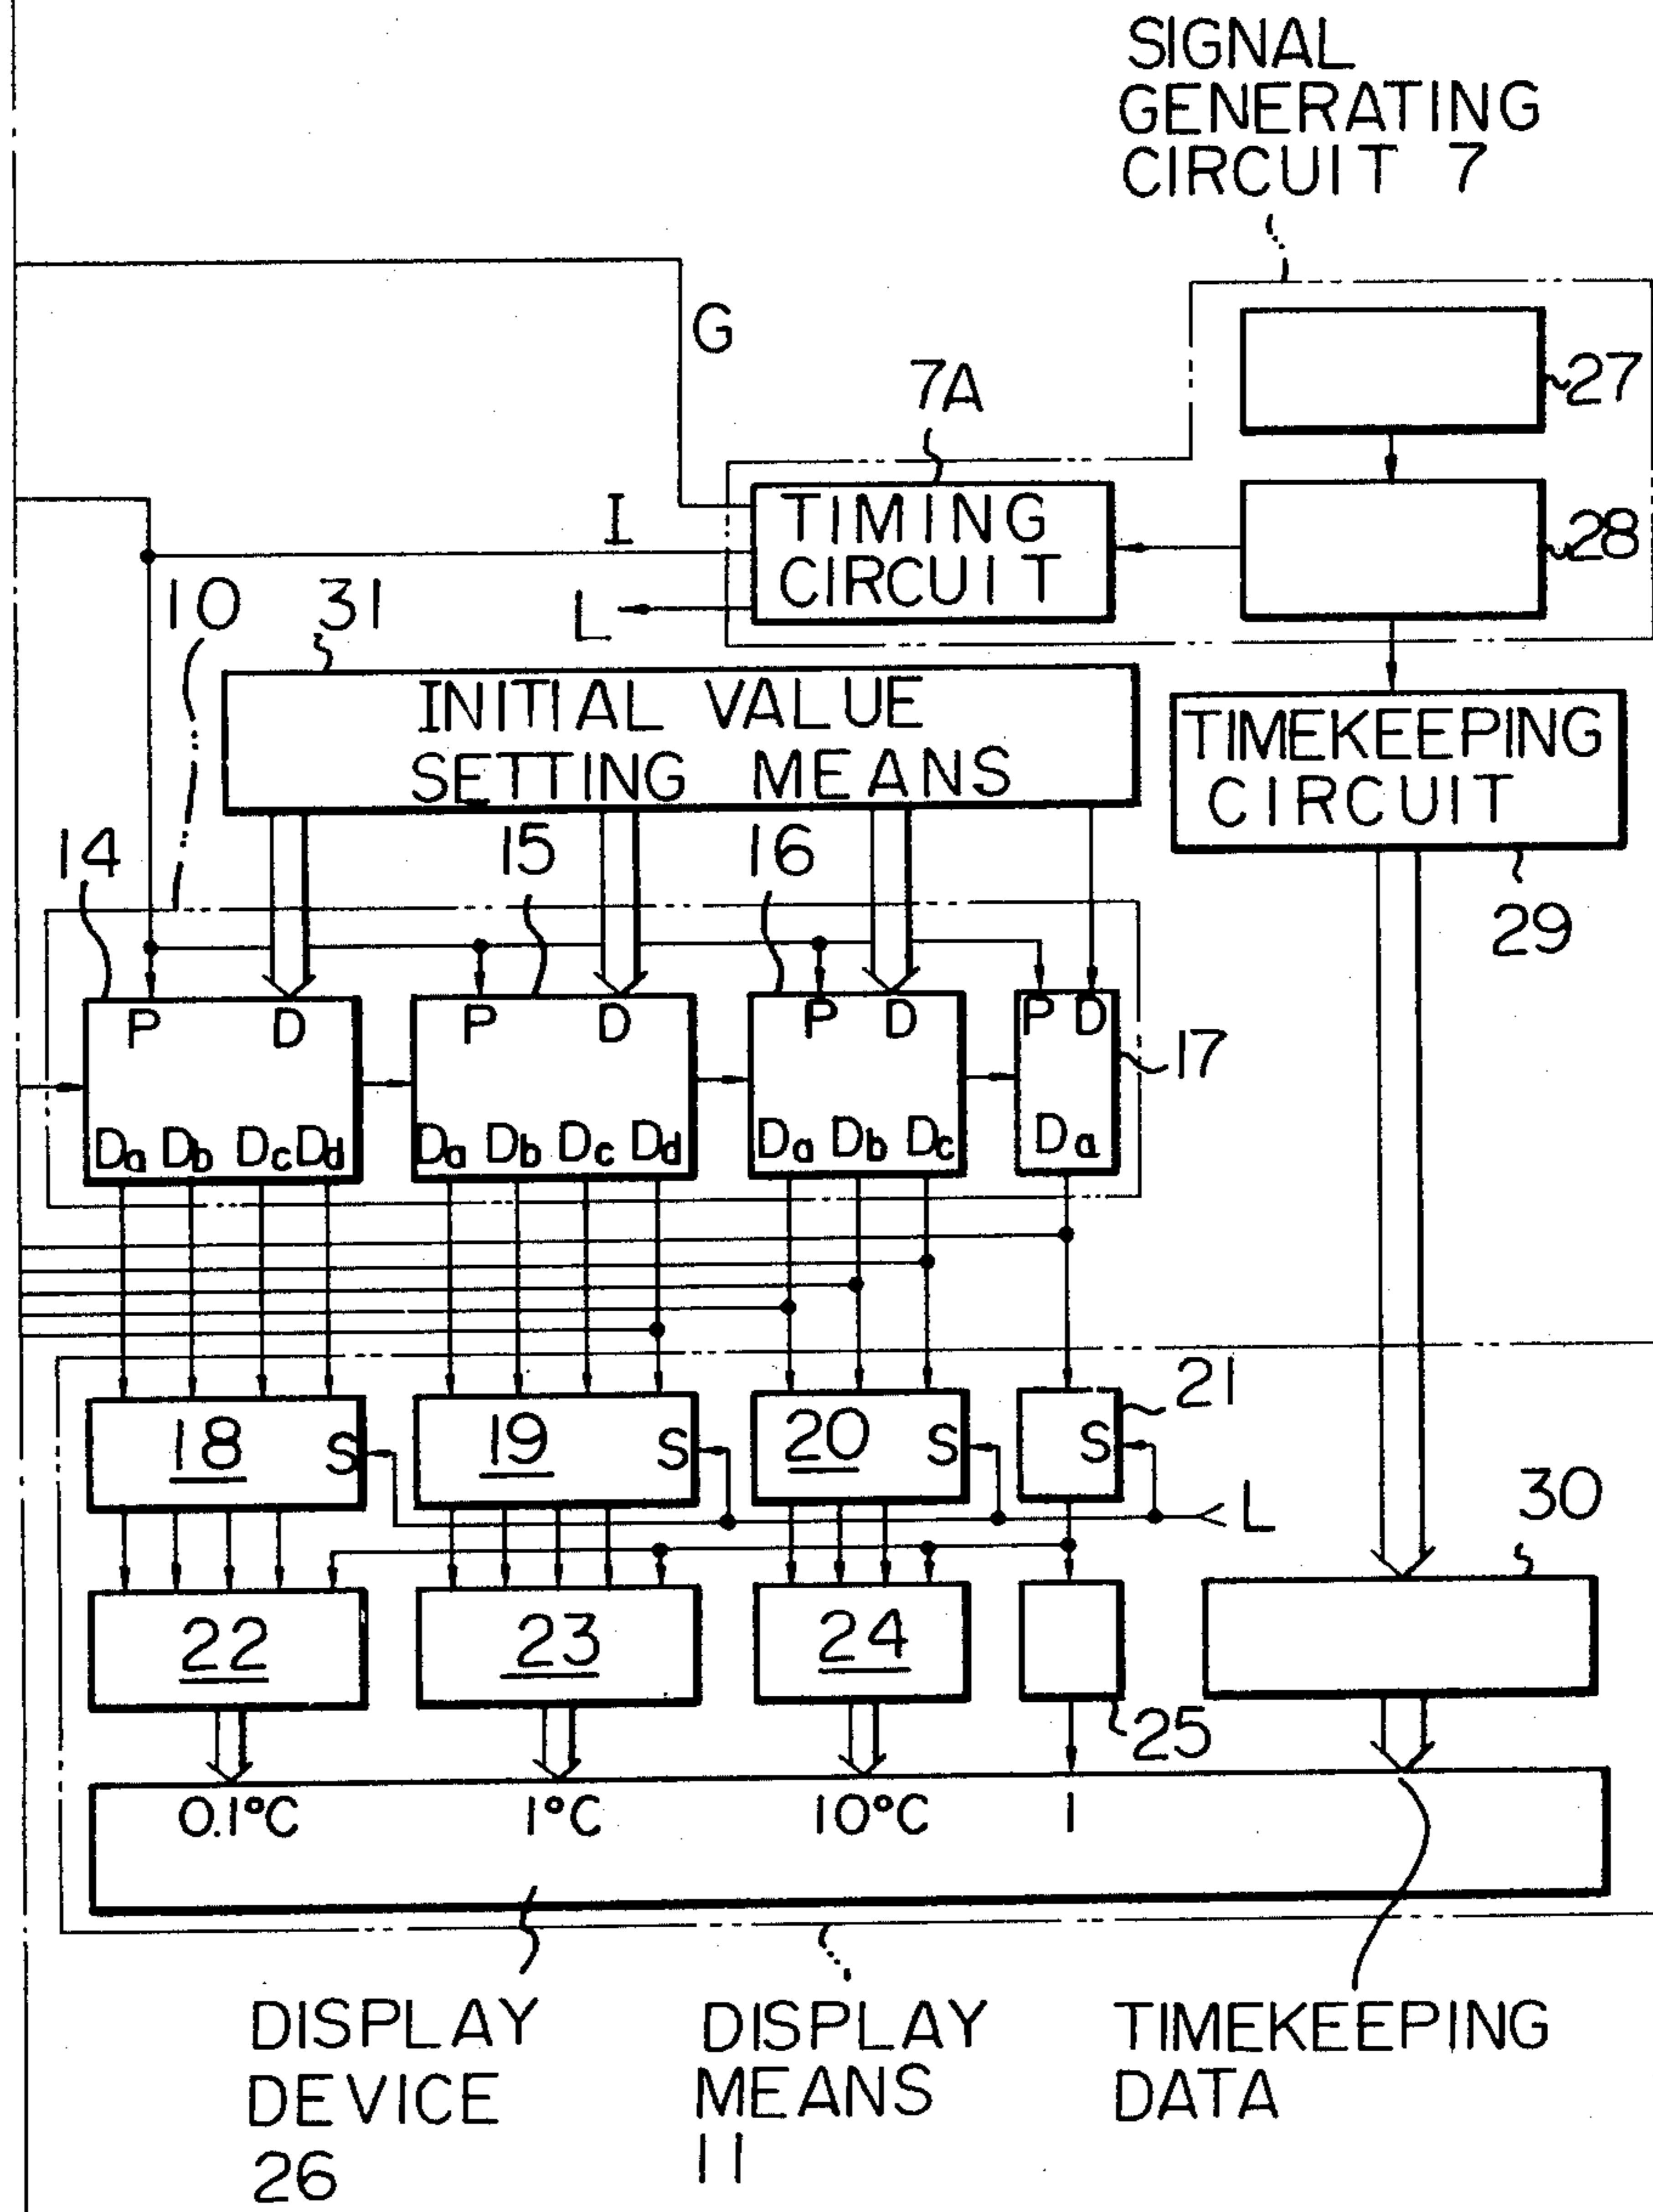 SIGNAL
GENERATING
CIRCUIT 7
G
27
7A
TIMING
CIRCUIT
28
I
L
10
31
INITIAL VALUE
SETTING MEANS
TIMEKEEPING
CIRCUIT
29
14
15
16
P D
P D
P D
P D
17
Da Db Dc Dd
Da Db Dc Dd
Da Db Dc
Da
18 S
19 S
20 S
S
21
L
30
22
23
24
25
0.1°C
1°C
10°C
1
DISPLAY
DEVICE
26
DISPLAY
MEANS
11
TIMEKEEPING
DATA